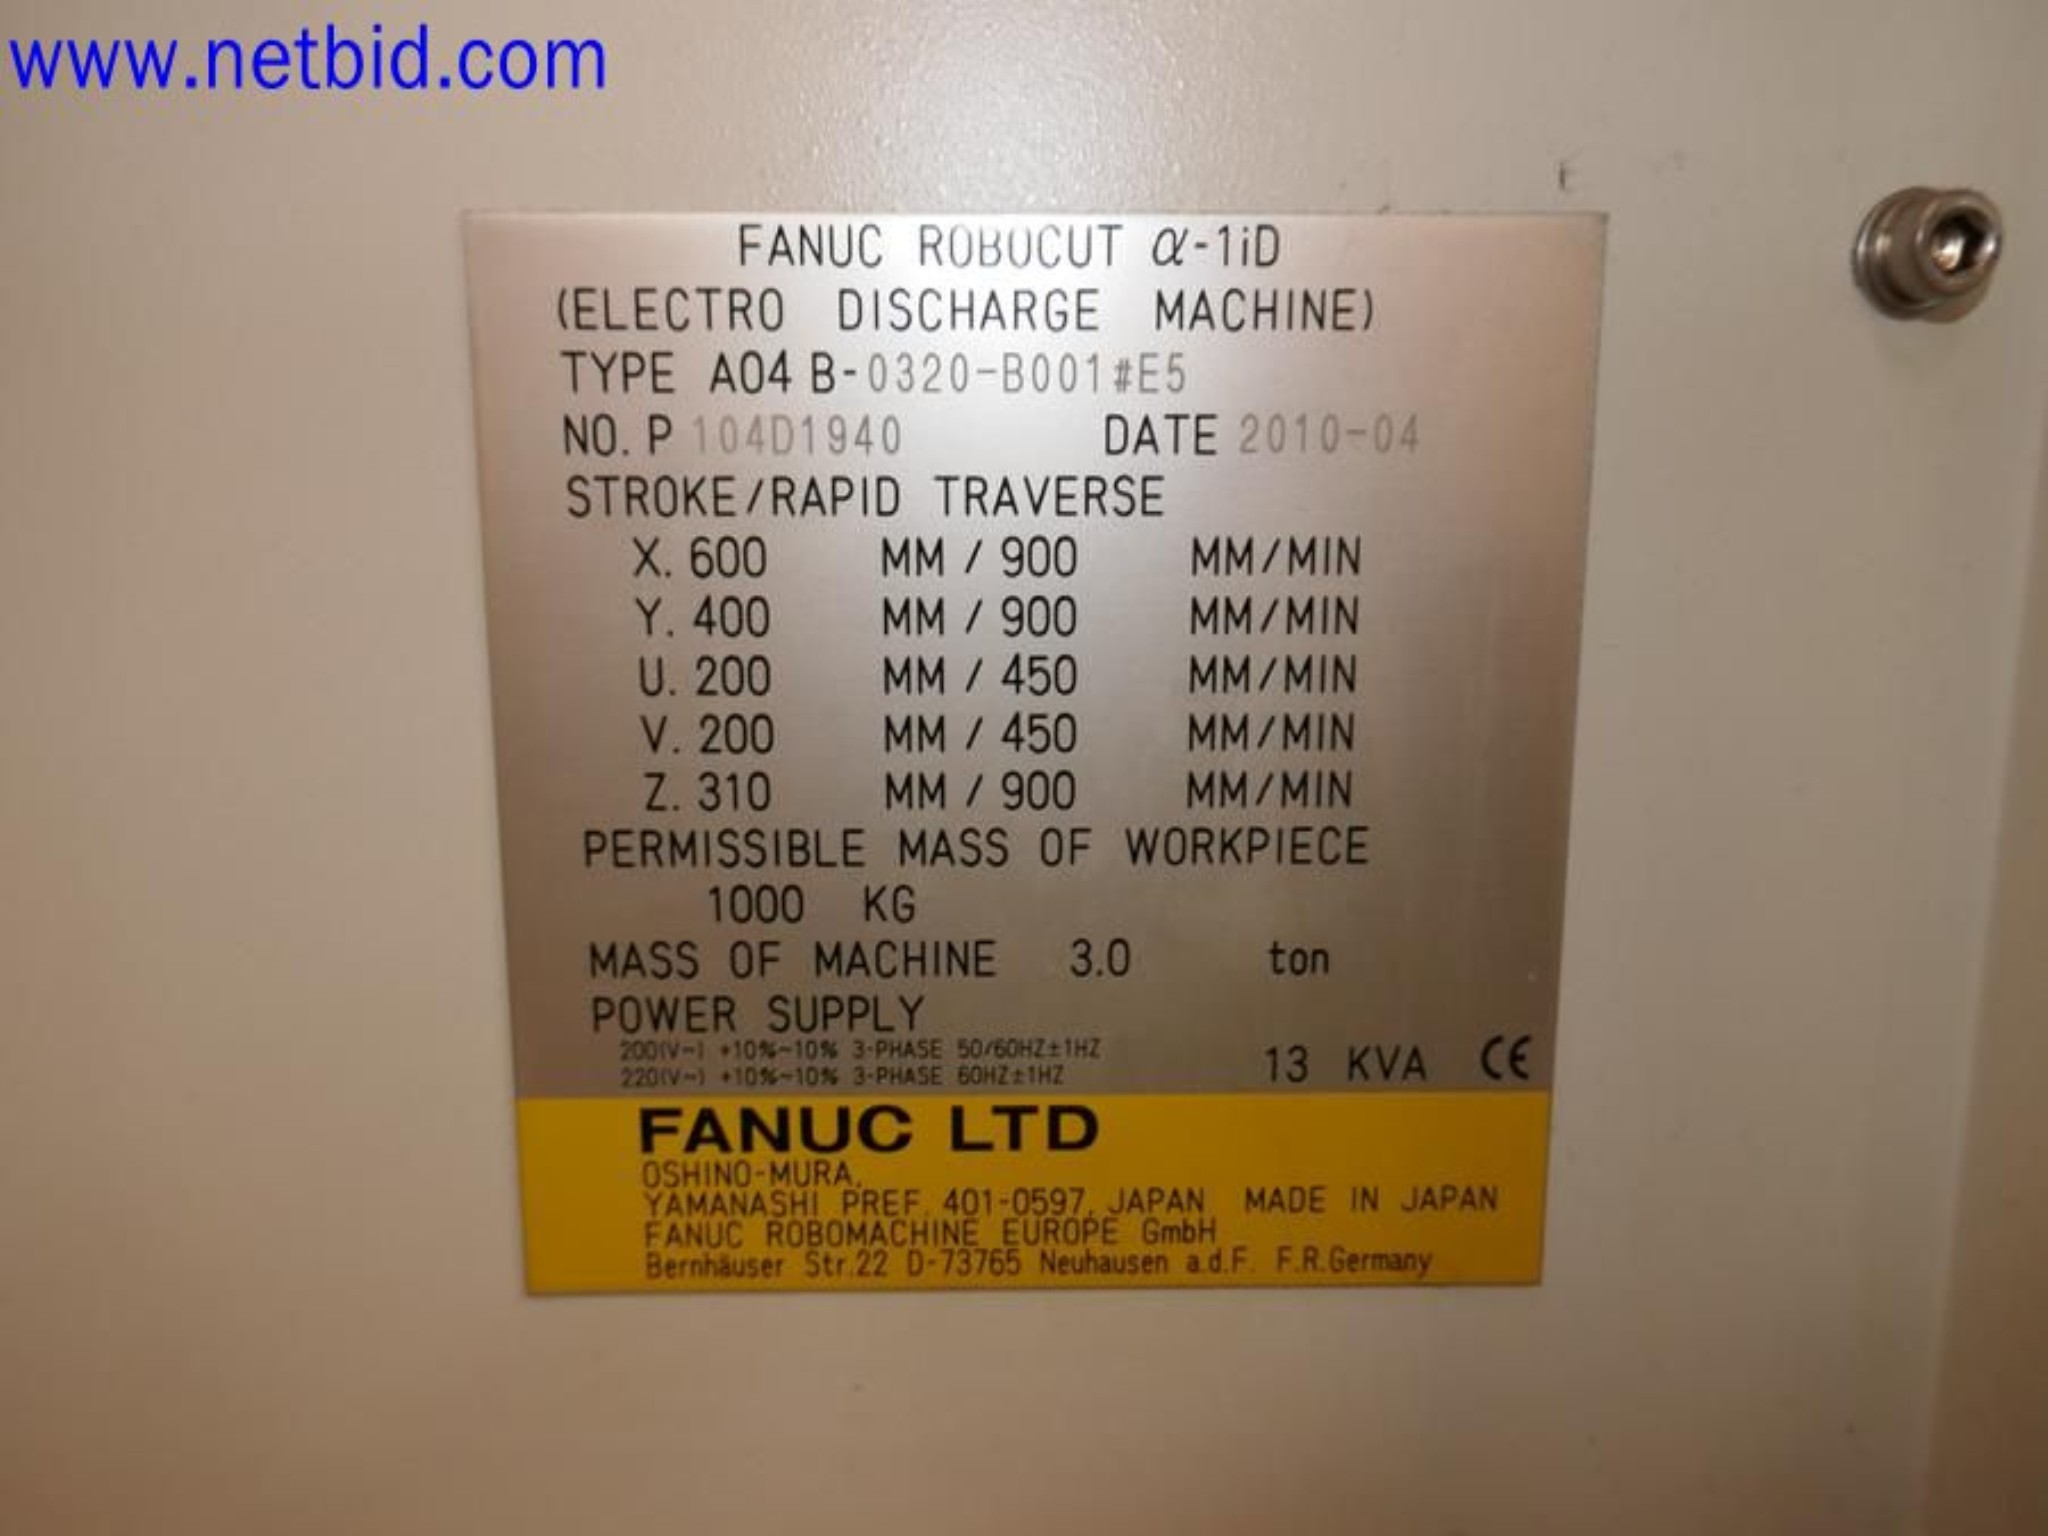 www.netbid.com
FANUC ROBOCUT α-1iD
(ELECTRO DISCHARGE MACHINE)
TYPE A04B-0320-B001#E5
NO. P 104D1940 DATE 2010-04
STROKE/RAPID TRAVERSE
X. 600 MM / 900 MM/MIN
Y. 400 MM / 900 MM/MIN
U. 200 MM / 450 MM/MIN
V. 200 MM / 450 MM/MIN
Z. 310 MM / 900 MM/MIN
PERMISSIBLE MASS OF WORKPIECE
1000 KG
MASS OF MACHINE 3.0 ton
POWER SUPPLY
200(V~) +10%~10% 3-PHASE 50/60HZ±1HZ
220(V~) +10%~10% 3-PHASE 60HZ±1HZ 13 KVA CE
FANUC LTD
OSHINO-MURA,
YAMANASHI PREF. 401-0597, JAPAN MADE IN JAPAN
FANUC ROBOMACHINE EUROPE GmbH
Bernhäuser Str.22 D-73765 Neuhausen a.d.F. F.R.Germany